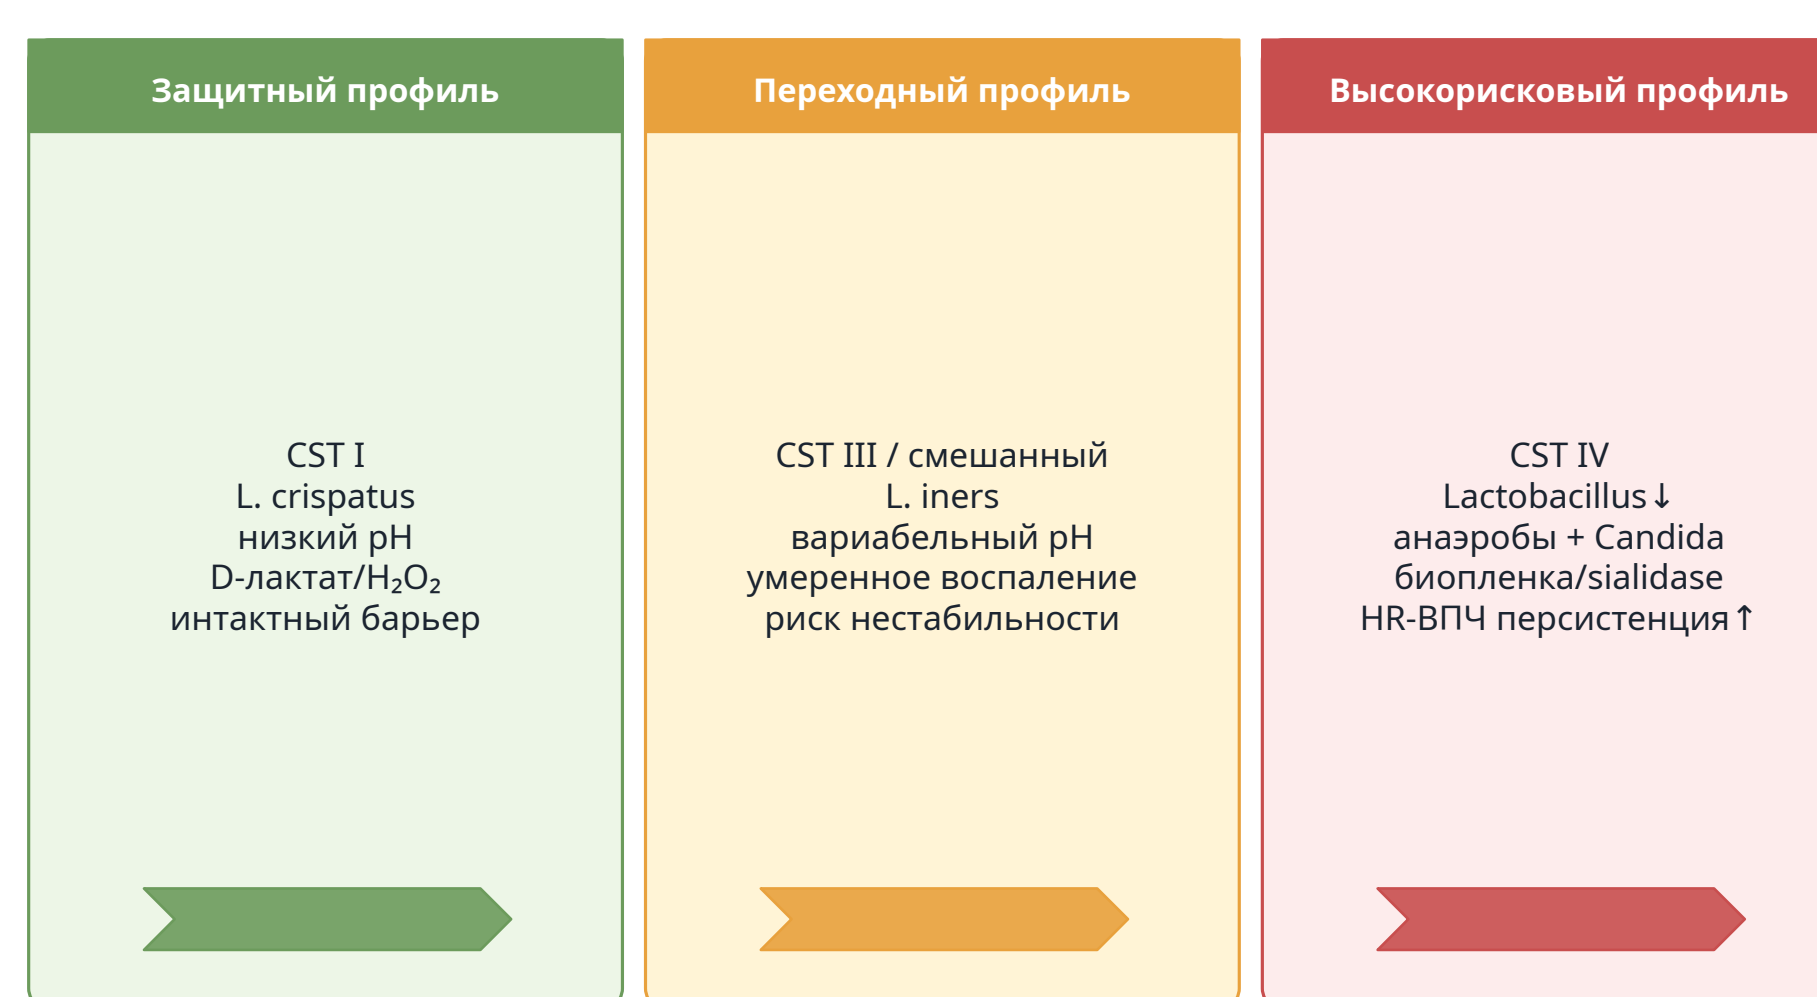 Защитный профиль
CST I
L. crispatus
низкий pH
D-лактат/H₂O₂
интактный барьер
Переходный профиль
CST III / смешанный
L. iners
вариабельный pH
умеренное воспаление
риск нестабильности
Высокорисковый профиль
CST IV
Lactobacillus↓
анаэробы + Candida
биопленка/sialidase
HR-ВПЧ персистенция↑